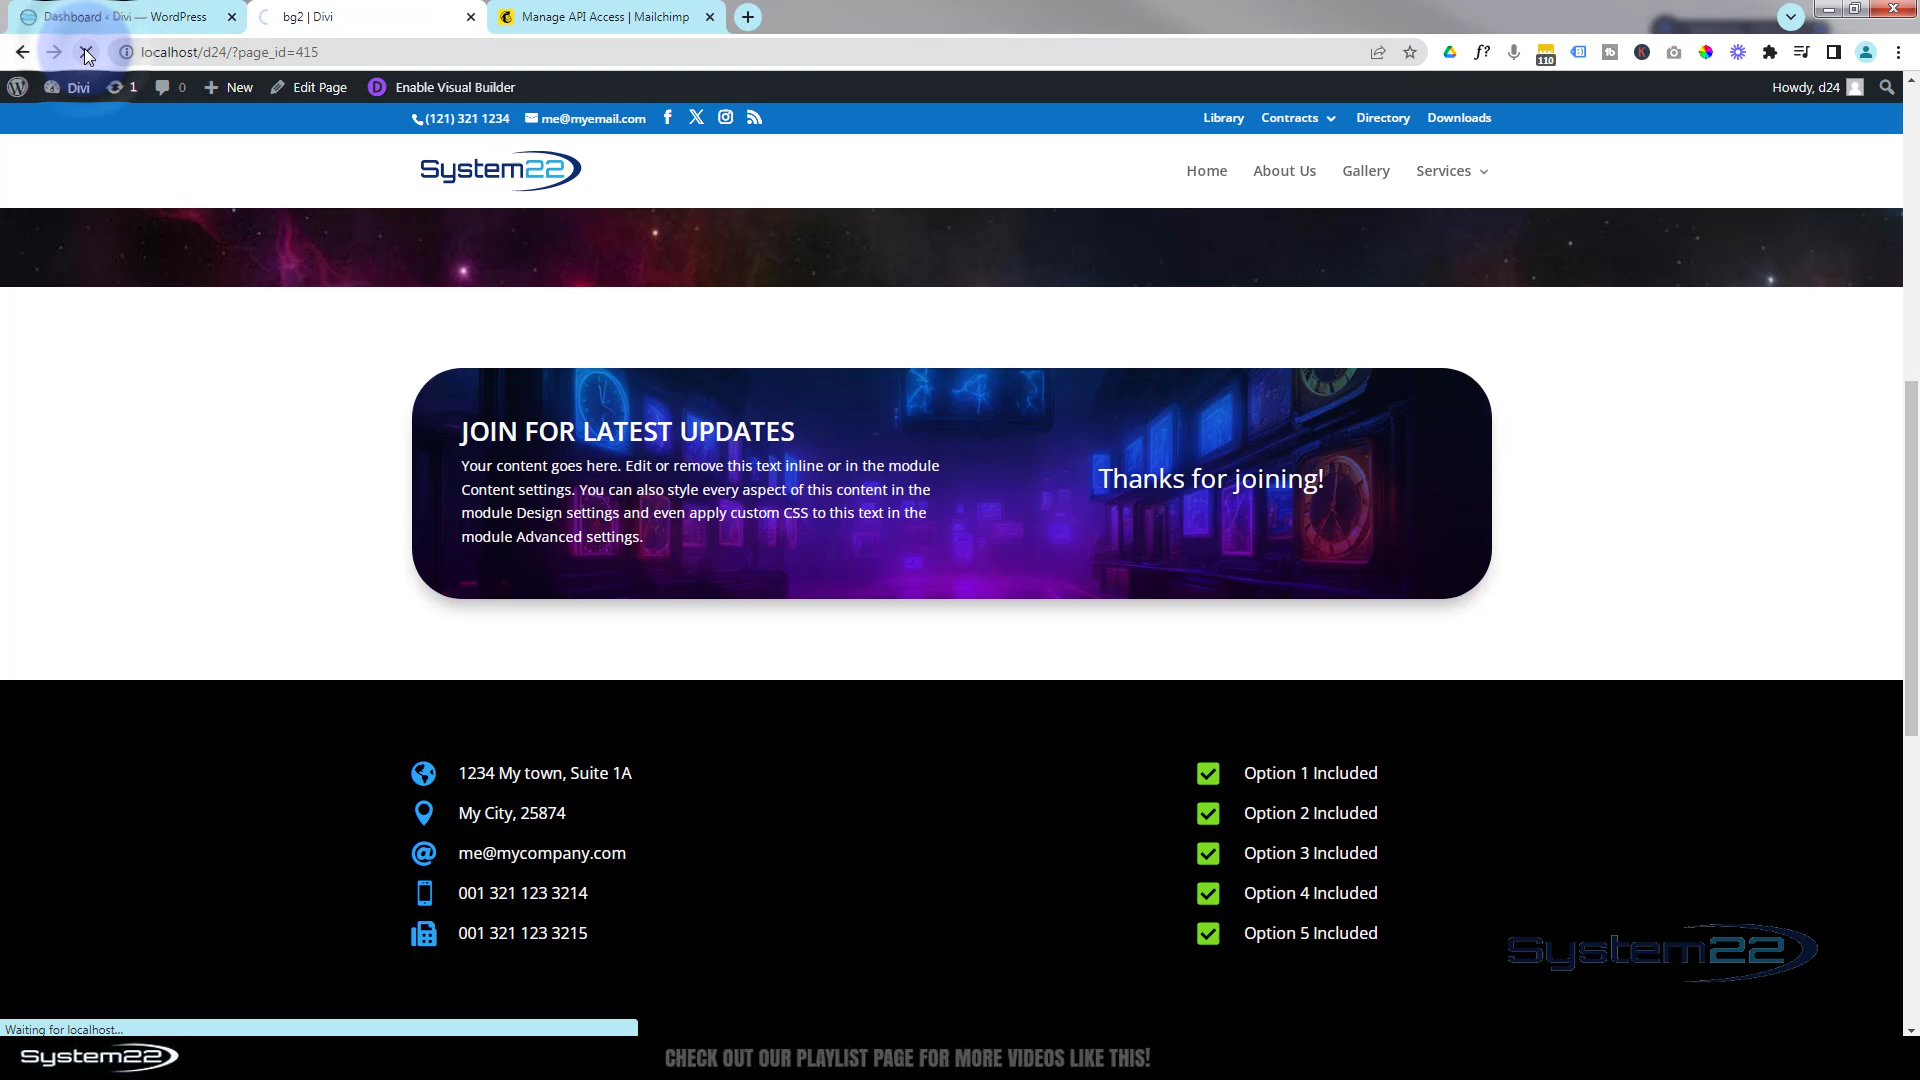 Dashboard ‹ Divi — WordPress
bg2 | Divi
Manage API Access | Mailchimp
localhost/d24/?page_id=415
f?
110
Divi
1
0
New
Edit Page
D
Enable Visual Builder
Howdy, d24
(121) 321 1234
me@myemail.com
Library
Contracts
Directory
Downloads
System22
Home
About Us
Gallery
Services
JOIN FOR LATEST UPDATES
Your content goes here. Edit or remove this text inline or in the module
Content settings. You can also style every aspect of this content in the
module Design settings and even apply custom CSS to this text in the
module Advanced settings.
Thanks for joining!
1234 My town, Suite 1A
My City, 25874
me@mycompany.com
001 321 123 3214
001 321 123 3215
Option 1 Included
Option 2 Included
Option 3 Included
Option 4 Included
Option 5 Included
System22
Waiting for localhost...
System22
CHECK OUT OUR PLAYLIST PAGE FOR MORE VIDEOS LIKE THIS!